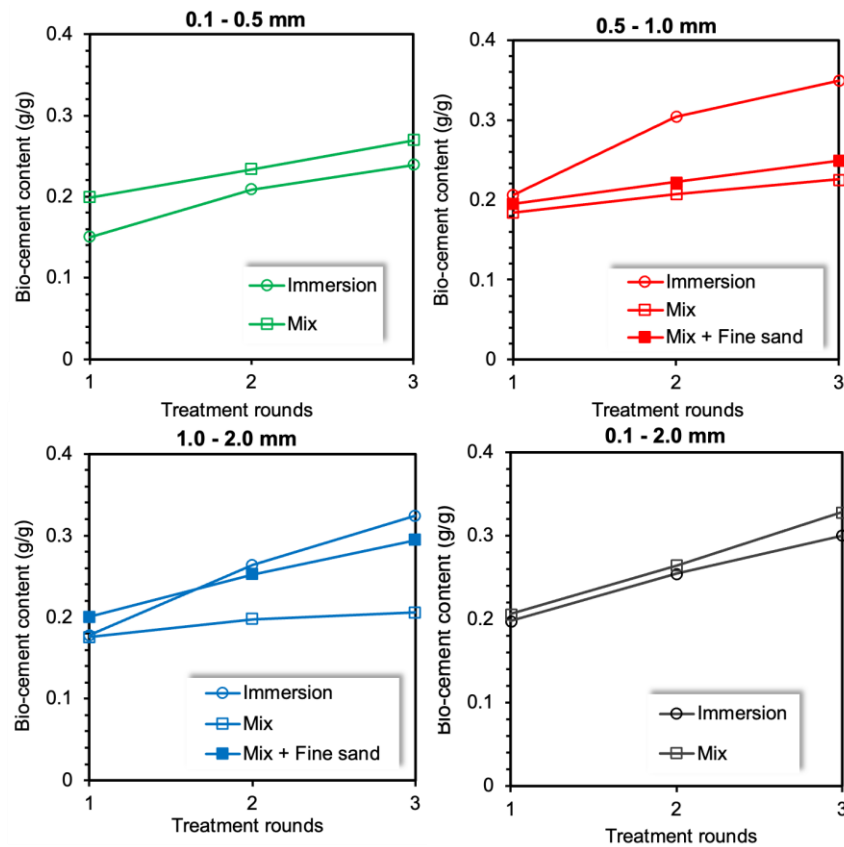 0.1 - 0.5 mm
Bio-cement content (g/g)
0.4
0.3
0.2
0.1
0
Immersion
Mix
1
2
3
Treatment rounds
0.5 - 1.0 mm
Bio-cement content (g/g)
0.4
0.3
0.2
0.1
0
Immersion
Mix
Mix + Fine sand
1
2
3
Treatment rounds
1.0 - 2.0 mm
Bio-cement content (g/g)
0.4
0.3
0.2
0.1
0
Immersion
Mix
Mix + Fine sand
1
2
3
Treatment rounds
0.1 - 2.0 mm
Bio-cement content (g/g)
0.4
0.3
0.2
0.1
0
Immersion
Mix
1
2
3
Treatment rounds